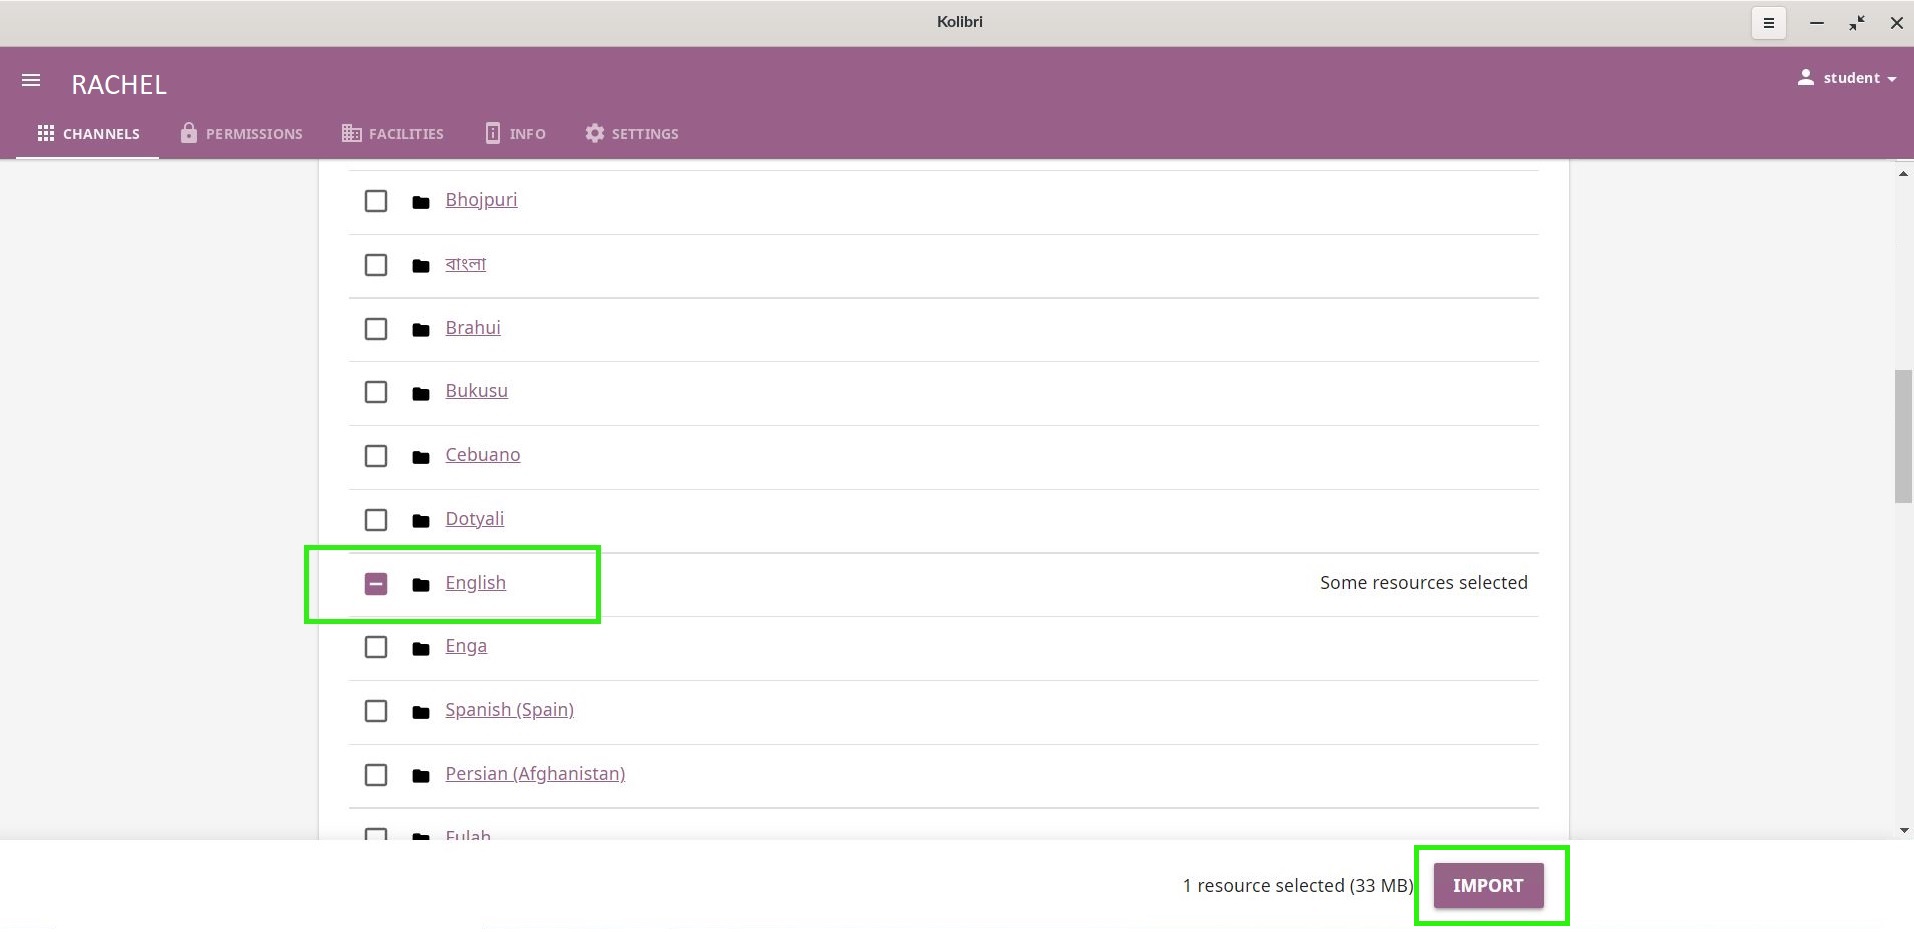 Kolibri
RACHEL
student
CHANNELS PERMISSIONS FACILITIES INFO SETTINGS
Bhojpuri
বাংলা
Brahui
Bukusu
Cebuano
Dotyali
English Some resources selected
Enga
Spanish (Spain)
Persian (Afghanistan)
Fulah
1 resource selected (33 MB) IMPORT